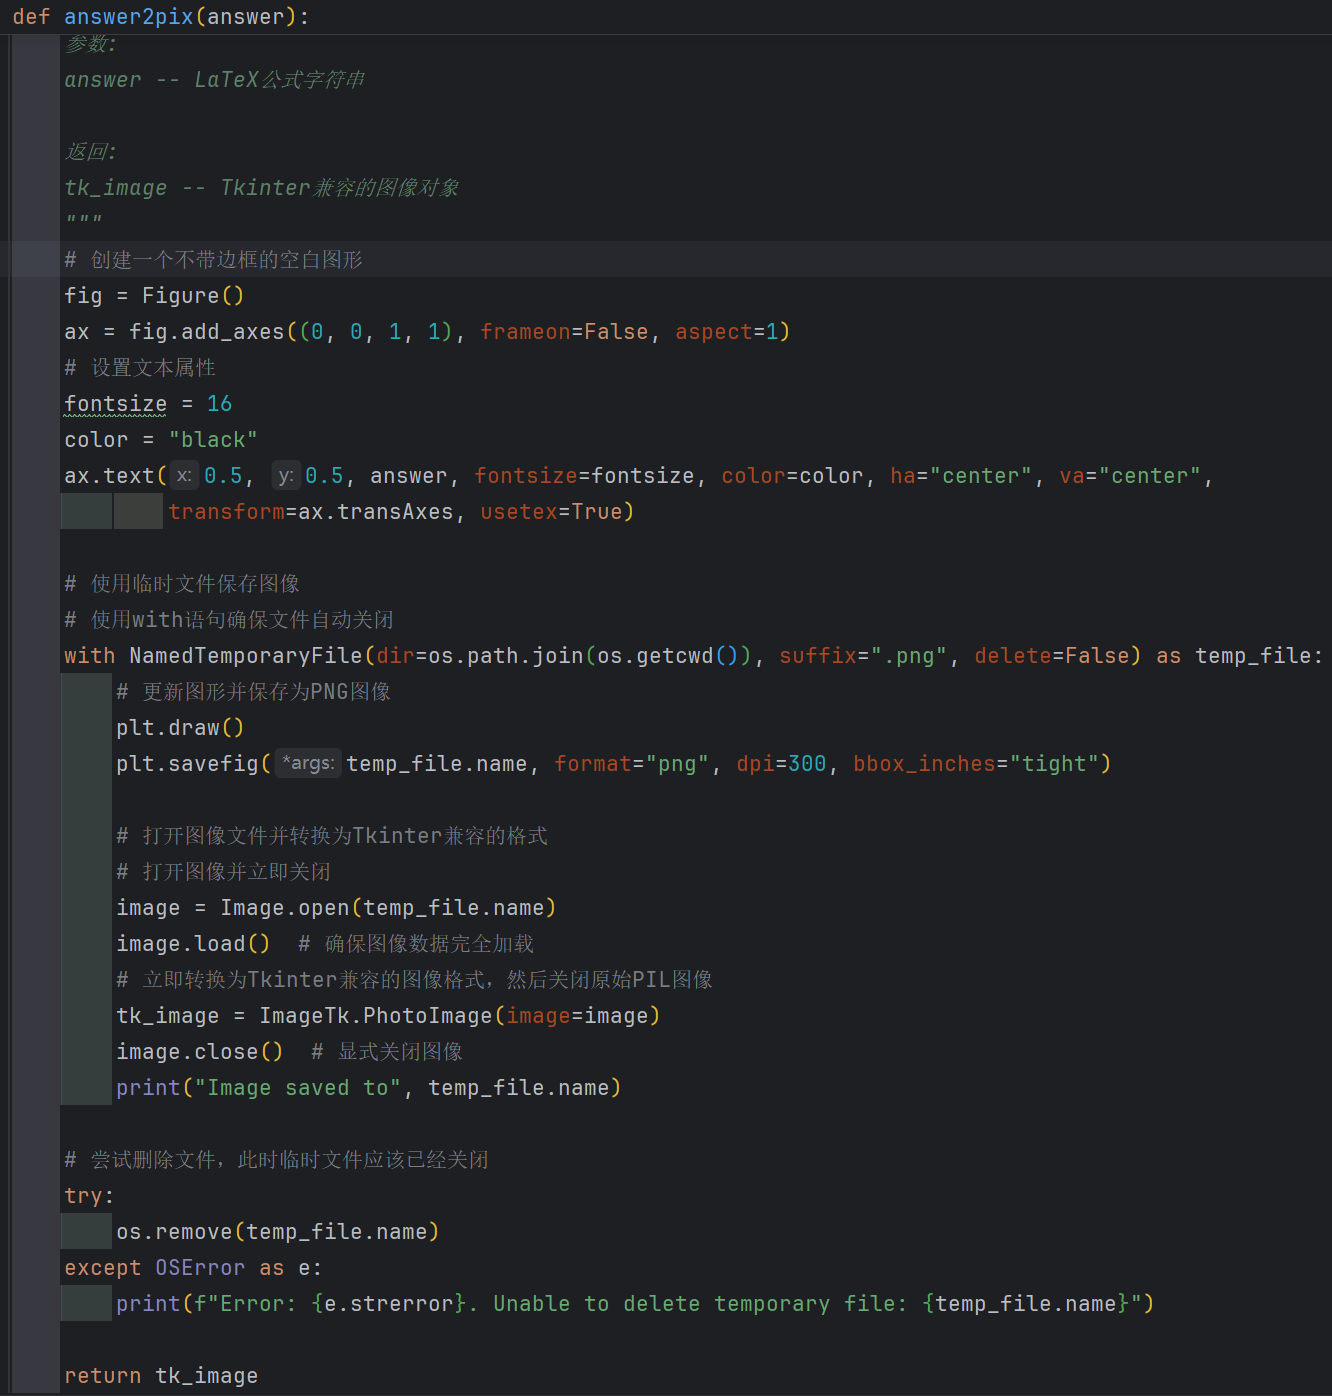 def answer2pix(answer):
参数:
answer -- LaTeX公式字符串
返回:
tk_image -- Tkinter兼容的图像对象
"""
# 创建一个不带边框的空白图形
fig = Figure()
ax = fig.add_axes((0, 0, 1, 1), frameon=False, aspect=1)
# 设置文本属性
fontsize = 16
color = "black"
ax.text(x: 0.5, y: 0.5, answer, fontsize=fontsize, color=color, ha="center", va="center",
transform=ax.transAxes, usetex=True)
# 使用临时文件保存图像
# 使用with语句确保文件自动关闭
with NamedTemporaryFile(dir=os.path.join(os.getcwd()), suffix=".png", delete=False) as temp_file:
# 更新图形并保存为PNG图像
plt.draw()
plt.savefig(*args: temp_file.name, format="png", dpi=300, bbox_inches="tight")
# 打开图像文件并转换为Tkinter兼容的格式
# 打开图像并立即关闭
image = Image.open(temp_file.name)
image.load()  # 确保图像数据完全加载
# 立即转换为Tkinter兼容的图像格式，然后关闭原始PIL图像
tk_image = ImageTk.PhotoImage(image=image)
image.close()  # 显式关闭图像
print("Image saved to", temp_file.name)
# 尝试删除文件，此时临时文件应该已经关闭
try:
os.remove(temp_file.name)
except OSError as e:
print(f"Error: {e.strerror}. Unable to delete temporary file: {temp_file.name}")
return tk_image